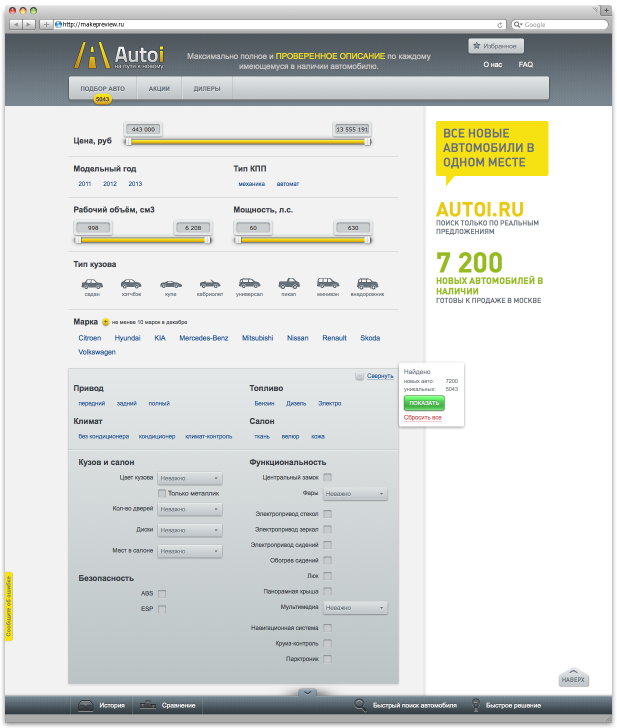 http://makepreview.ru
Google
Autoi
на пути к новому
Максимально полное и ПРОВЕРЕННОЕ ОПИСАНИЕ по каждому
имеющемуся в наличии автомобилю.
Избранное
О нас FAQ
ПОДБОР АВТО АКЦИИ ДИЛЕРЫ
5043
Цена, руб
443 000 13 555 191
Модельный год Тип КПП
2011 2012 2013 механика автомат
Рабочий объём, см3 Мощность, л.с.
998 6 208 60 630
Тип кузова
седан хэтчбэк купе кабриолет универсал пикап минивэн внедорожник
Марка не менее 10 марок в декабре
Citroen Hyundai KIA Mercedes-Benz Mitsubishi Nissan Renault Skoda
Volkswagen
Свернуть
Привод Топливо
передний задний полный Бензин Дизель Электро
Климат Салон
без кондиционера кондиционер климат-контроль ткань велюр кожа
Кузов и салон Функциональность
Цвет кузова Неважно
Только металлик
Кол-во дверей Неважно
Диски Неважно
Мест в салоне Неважно
Безопасность
ABS
ESP
Центральный замок
Фары Неважно
Электропривод стекол
Электропривод зеркал
Электропривод сидений
Обогрев сидений
Люк
Панорамная крыша
Мультимедиа Неважно
Навигационная система
Круиз-контроль
Парктроник
ВСЕ НОВЫЕ
АВТОМОБИЛИ В
ОДНОМ МЕСТЕ
AUTOI.RU
ПОИСК ТОЛЬКО ПО РЕАЛЬНЫМ
ПРЕДЛОЖЕНИЯМ
7 200
НОВЫХ АВТОМОБИЛЕЙ В
НАЛИЧИИ
ГОТОВЫ К ПРОДАЖЕ В МОСКВЕ
Найдено
новых авто: 7200
уникальных: 5043
ПОКАЗАТЬ
Сбросить все
Сообщите об ошибке
НАВЕРХ
История Сравнение Быстрый поиск автомобиля Быстрое решение